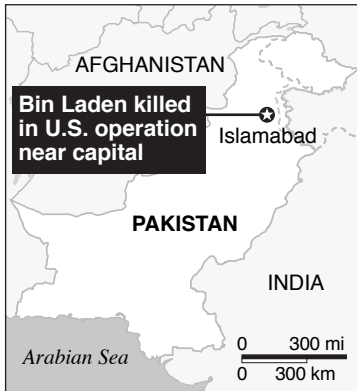 AFGHANISTAN
Bin Laden killed
in U.S. operation
near capital
Islamabad
PAKISTAN
INDIA
Arabian Sea
0 300 mi
0 300 km